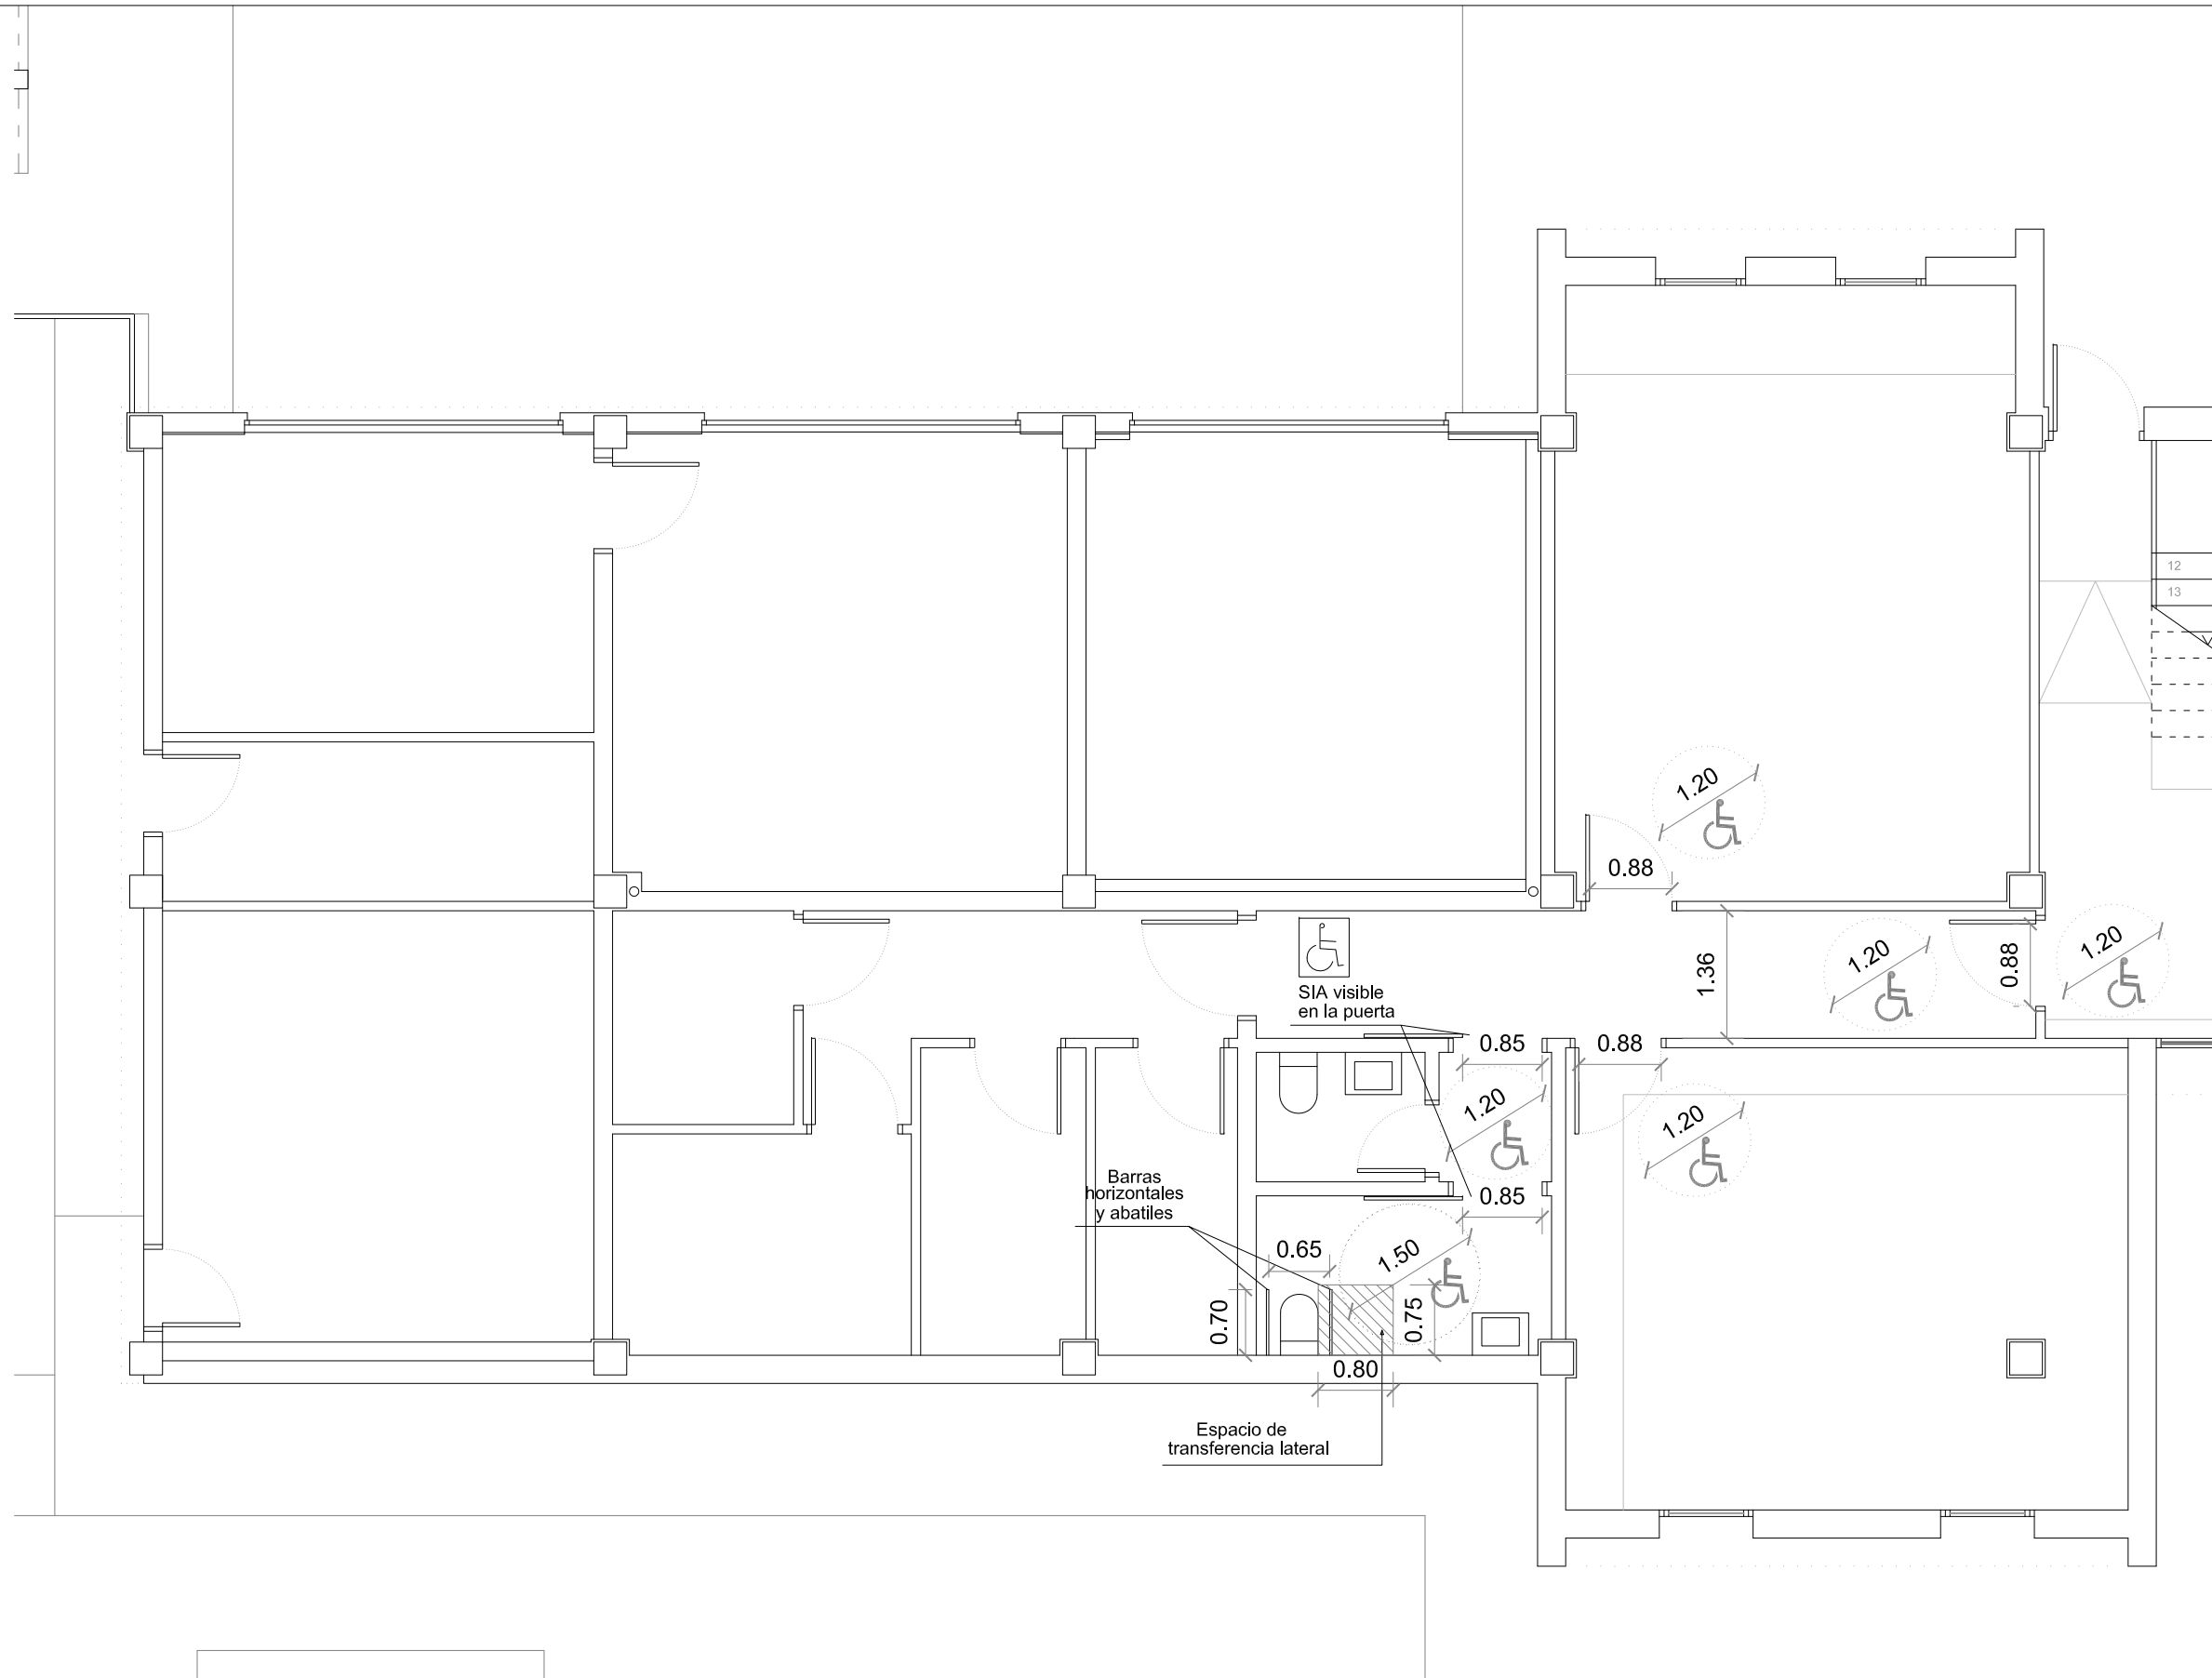 12
13
1.20
0.88
1.36
1.20
0.88
1.20
SIA visible
en la puerta
0.85
0.88
1.20
1.20
Barras
horizontales
y abatiles
0.85
0.65
1.50
0.70
0.75
0.80
Espacio de
transferencia lateral